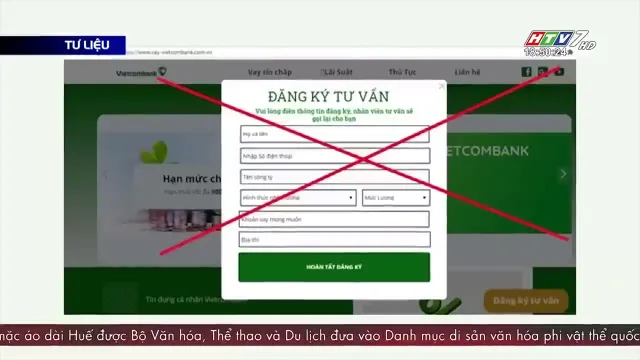 TƯ LIỆU
HTV7 HD
18:50:24
https://www.vay-vietcombank.com.vn
Vietcombank
Vay tín chấp
Lãi Suất
Thủ Tục
Liên hệ
ĐĂNG KÝ TƯ VẤN
Vui lòng điền thông tin đăng ký, nhân viên tư vấn sẽ
gọi lại cho bạn
Họ và tên
Nhập Số điện thoại
Tên công ty
Hình thức nhận lương
Mức Lương
Khoản vay mong muốn
Địa chỉ
HOÀN TẤT ĐĂNG KÝ
Hạn mức ch
ETCOMBANK
Tín dụng cá nhân Vietcomban
Đăng ký tư vấn
mặc áo dài Huế được Bộ Văn hóa, Thể thao và Du lịch đưa vào Danh mục di sản văn hóa phi vật thể quốc